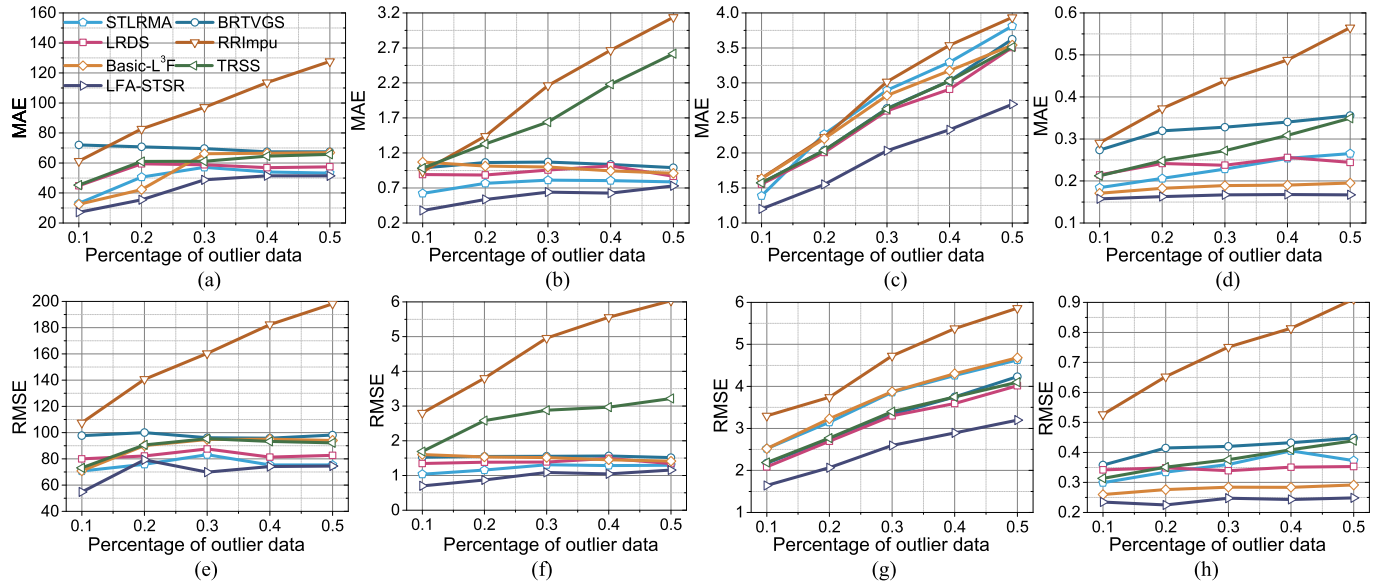 160
140
120
100
80
60
40
20
MAE
STLRMA
BRTVGS
LRDS
RRImpu
Basic-L³F
TRSS
LFA-STSR
0.1 0.2 0.3 0.4 0.5
Percentage of outlier data
(a)
3.2
2.7
2.2
1.7
1.2
0.7
0.2
MAE
0.1 0.2 0.3 0.4 0.5
Percentage of outlier data
(b)
4.0
3.5
3.0
2.5
2.0
1.5
1.0
MAE
0.1 0.2 0.3 0.4 0.5
Percentage of outlier data
(c)
0.6
0.5
0.4
0.3
0.2
0.1
MAE
0.1 0.2 0.3 0.4 0.5
Percentage of outlier data
(d)
200
180
160
140
120
100
80
60
40
RMSE
0.1 0.2 0.3 0.4 0.5
Percentage of outlier data
(e)
6
5
4
3
2
1
0
RMSE
0.1 0.2 0.3 0.4 0.5
Percentage of outlier data
(f)
6
5
4
3
2
1
RMSE
0.1 0.2 0.3 0.4 0.5
Percentage of outlier data
(g)
0.9
0.8
0.7
0.6
0.5
0.4
0.3
0.2
RMSE
0.1 0.2 0.3 0.4 0.5
Percentage of outlier data
(h)